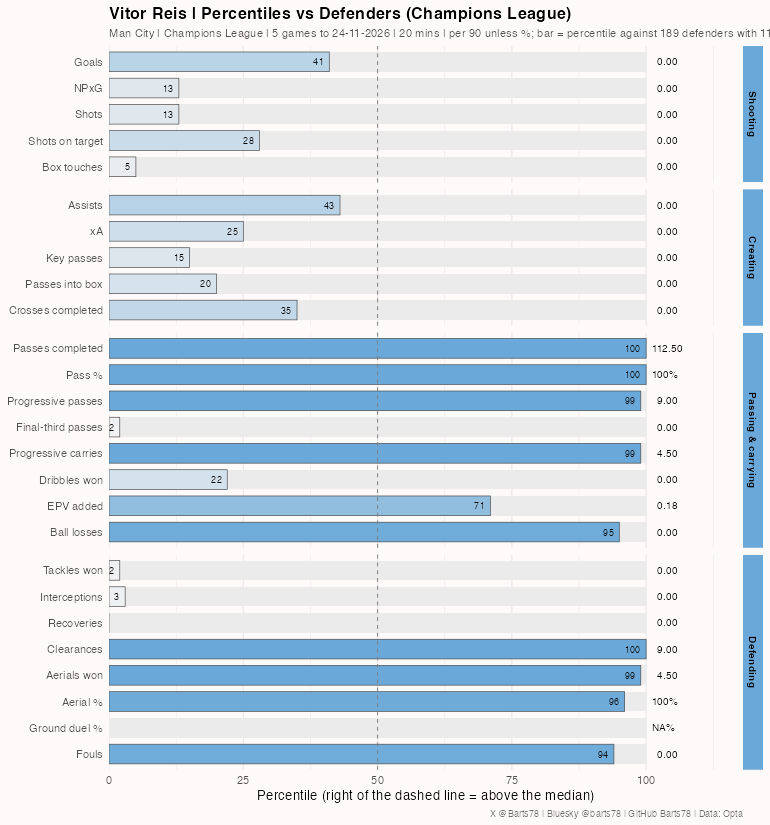 Vitor Reis | Percentiles vs Defenders (Champions League)
Man City | Champions League | 5 games to 24-11-2026 | 20 mins | per 90 unless %; bar = percentile against 189 defenders with 11
Goals 41 0.00
NPxG 13 0.00
Shots 13 0.00
Shots on target 28 0.00
Box touches 5 0.00
Shooting
Assists 43 0.00
xA 25 0.00
Key passes 15 0.00
Passes into box 20 0.00
Crosses completed 35 0.00
Creating
Passes completed 100 112.50
Pass % 100 100%
Progressive passes 99 9.00
Final-third passes 2 0.00
Progressive carries 99 4.50
Dribbles won 22 0.00
EPV added 71 0.18
Ball losses 95 0.00
Passing & carrying
Tackles won 2 0.00
Interceptions 3 0.00
Recoveries 0.00
Clearances 100 9.00
Aerials won 99 4.50
Aerial % 96 100%
Ground duel % NA%
Fouls 94 0.00
Defending
0 25 50 75 100
Percentile (right of the dashed line = above the median)
X @Barts78 | Bluesky @barts78 | GitHub Barts78 | Data: Opta